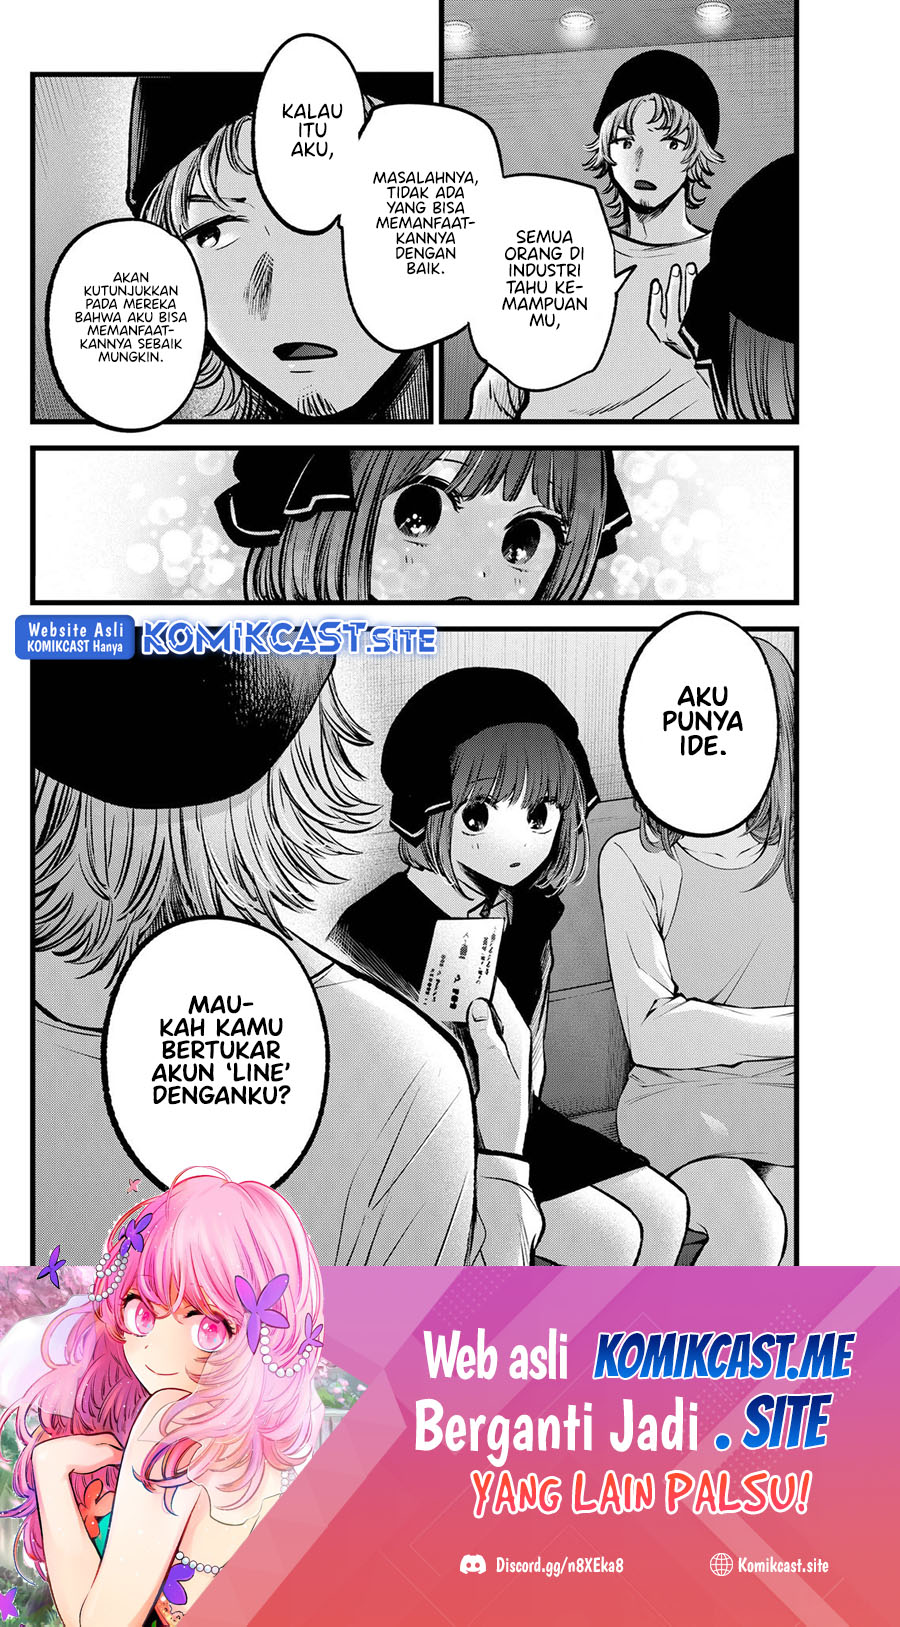 SEMUA
ORANG DI
INDUSTRI
TAHU KE-
MAMPUAN
MU,
MASALAHNYA,
TIDAK ADA
YANG BISA
MEMANFAAT-
KANNYA
DENGAN
BAIK.
KALAU
ITU
AKU,
AKAN
KUTUNJUKKAN
PADA MEREKA
BAHWA AKU BISA
MEMANFAAT-
KANNYA SEBAIK
MUNGKIN.
Website Asli
KOMIKCAST Hanya
KOMIKCAST.SITE
AKU
PUNYA
IDE.
MAU-
KAH KAMU
BERTUKAR
AKUN 'LINE'
DENGANKU?
Web asli KOMIKCAST.ME
Berganti Jadi .SITE
YANG LAIN PALSU!
Discord.gg/n8XEka8
Komikcast.site